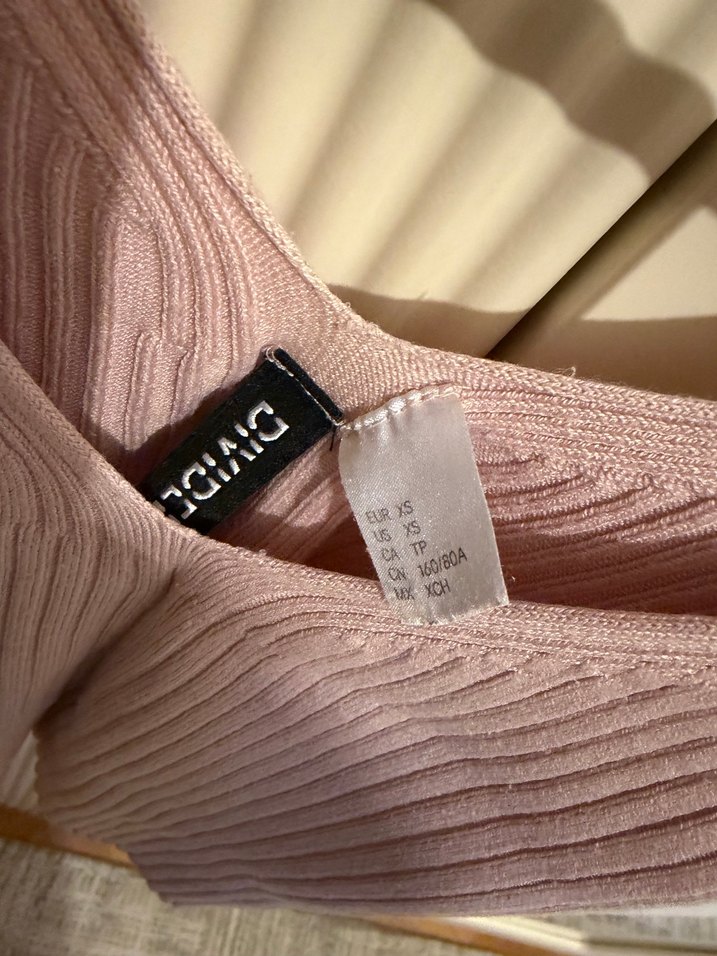 DIVIDE
EUR XS
US XS
CA TP
CN 160/80A
MX XCH